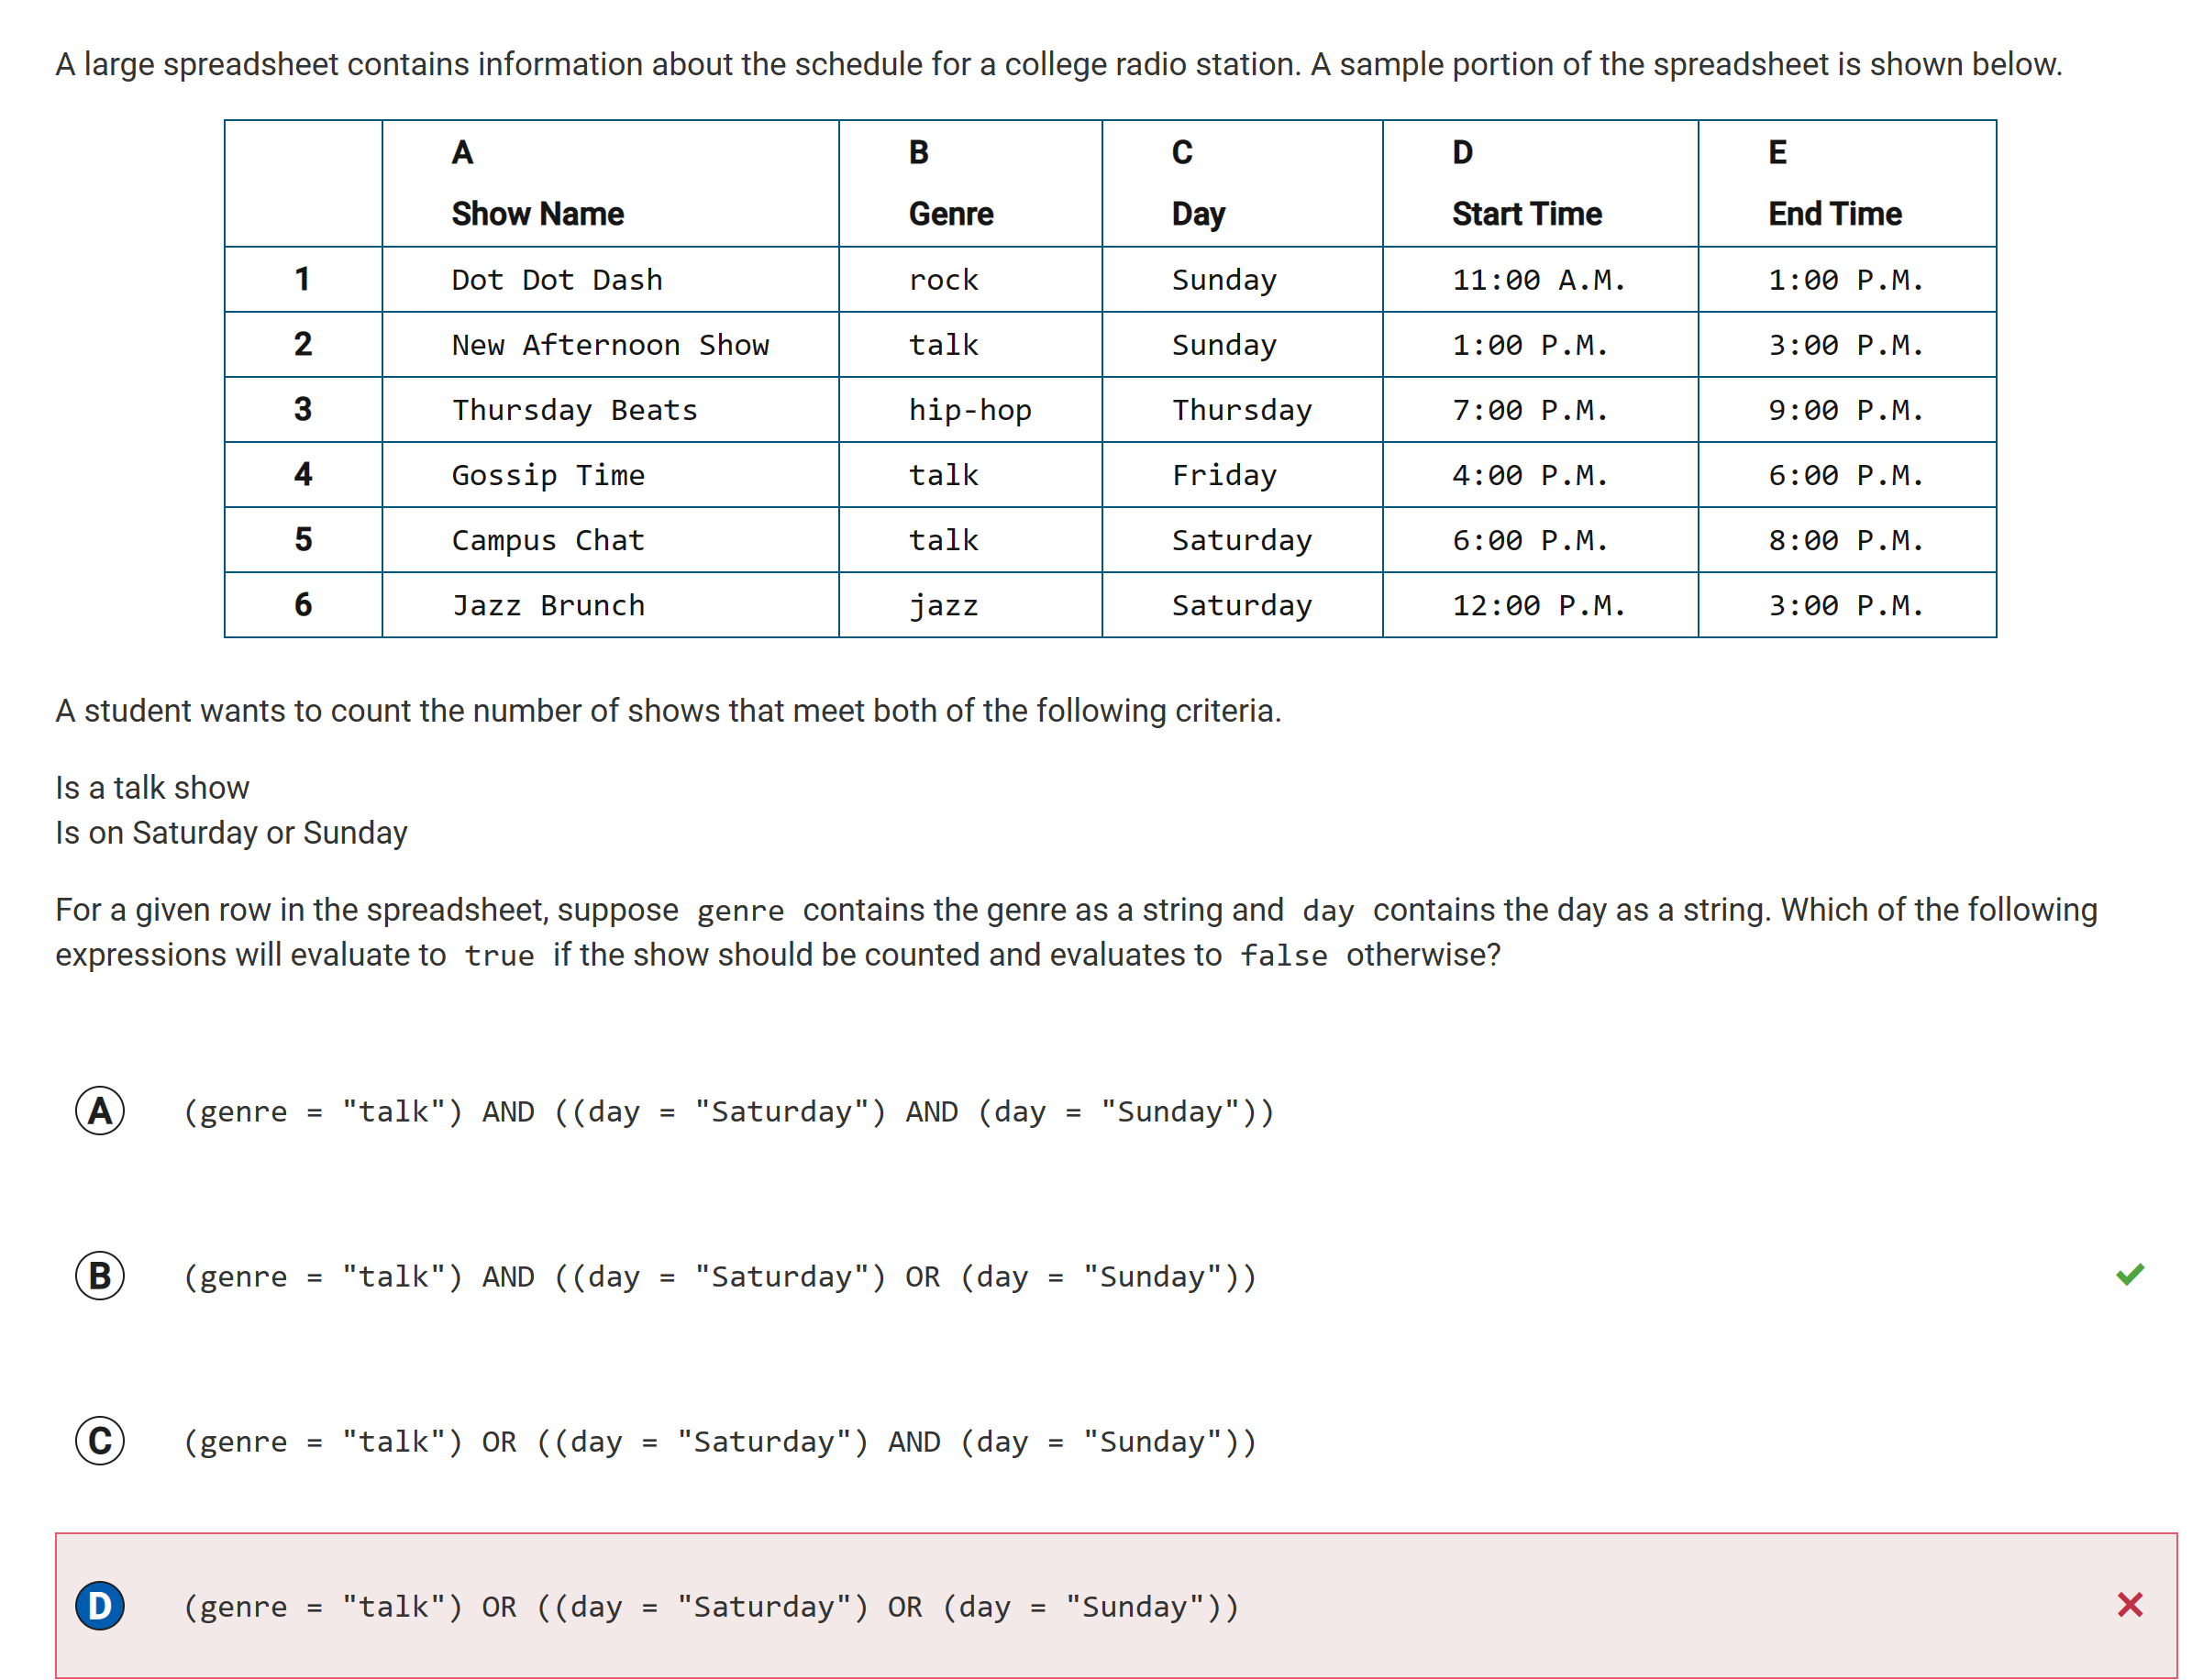 A large spreadsheet contains information about the schedule for a college radio station. A sample portion of the spreadsheet is shown below.
A B C D E
Show Name Genre Day Start Time End Time
1 Dot Dot Dash rock Sunday 11:00 A.M. 1:00 P.M.
2 New Afternoon Show talk Sunday 1:00 P.M. 3:00 P.M.
3 Thursday Beats hip-hop Thursday 7:00 P.M. 9:00 P.M.
4 Gossip Time talk Friday 4:00 P.M. 6:00 P.M.
5 Campus Chat talk Saturday 6:00 P.M. 8:00 P.M.
6 Jazz Brunch jazz Saturday 12:00 P.M. 3:00 P.M.
A student wants to count the number of shows that meet both of the following criteria.
Is a talk show
Is on Saturday or Sunday
For a given row in the spreadsheet, suppose genre contains the genre as a string and day contains the day as a string. Which of the following
expressions will evaluate to true if the show should be counted and evaluates to false otherwise?
A (genre = "talk") AND ((day = "Saturday") AND (day = "Sunday"))
B (genre = "talk") AND ((day = "Saturday") OR (day = "Sunday"))
C (genre = "talk") OR ((day = "Saturday") AND (day = "Sunday"))
D (genre = "talk") OR ((day = "Saturday") OR (day = "Sunday"))